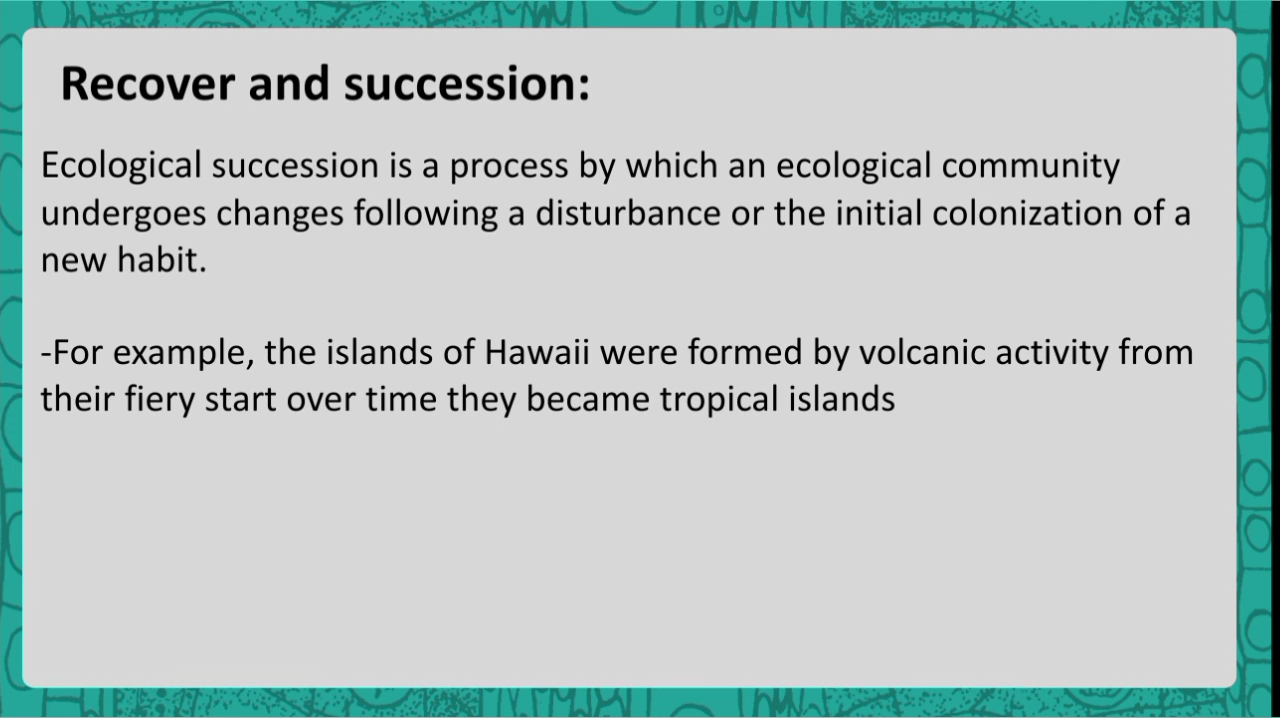 Recover and succession:
Ecological succession is a process by which an ecological community
undergoes changes following a disturbance or the initial colonization of a
new habit.
-For example, the islands of Hawaii were formed by volcanic activity from
their fiery start over time they became tropical islands